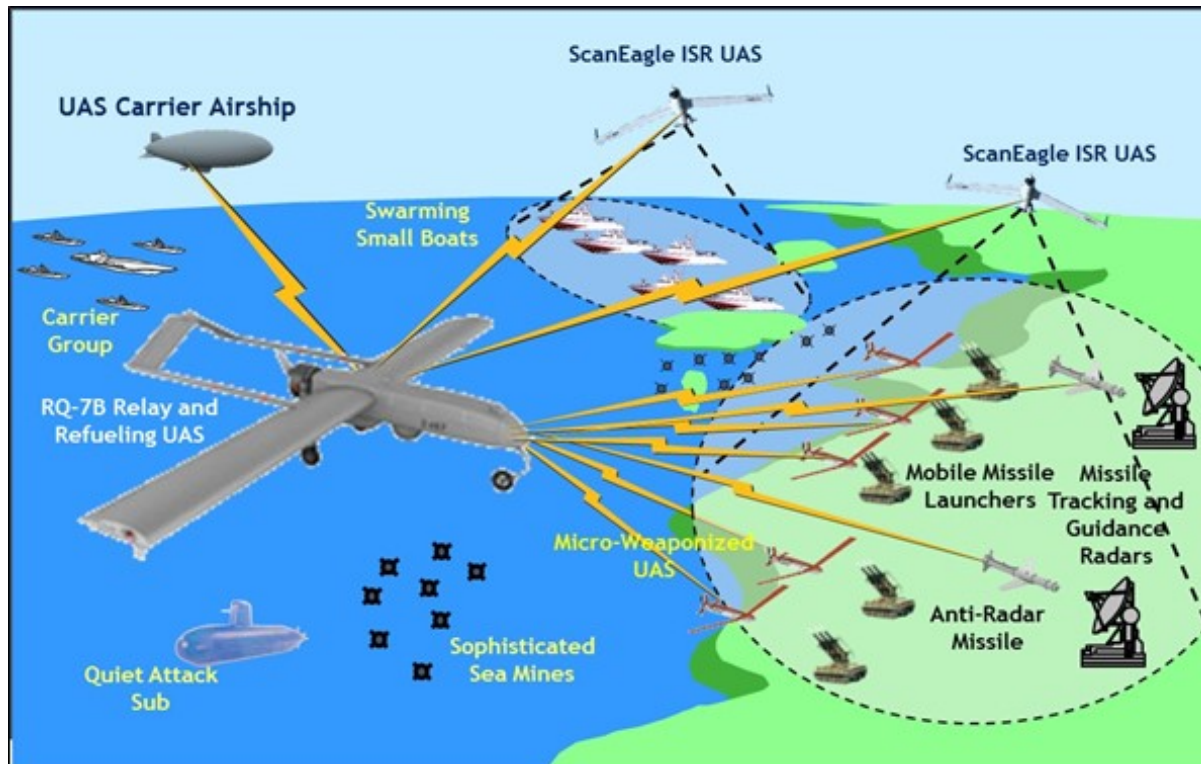 ScanEagle ISR UAS
UAS Carrier Airship
ScanEagle ISR UAS
Swarming
Small Boats
Carrier
Group
RQ-7B Relay and
Refueling UAS
Mobile Missile
Launchers
Missile
Tracking and
Guidance
Radars
Micro-Weaponized
UAS
Anti-Radar
Missile
Sophisticated
Sea Mines
Quiet Attack
Sub